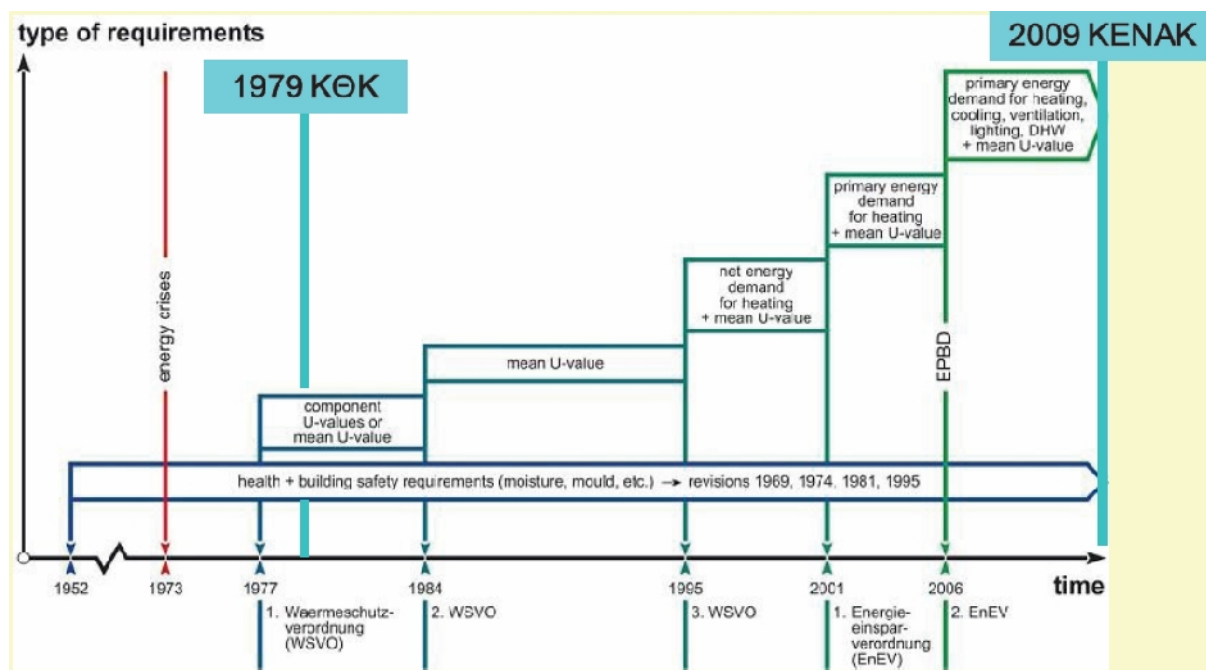 type of requirements
2009 KENAK
1979 ΚΘΚ
primary energy
demand for heating,
cooling, ventilation,
lighting, DHW
+ mean U-value
primary energy
demand
for heating
+ mean U-value
net energy
demand
for heating
+ mean U-value
mean U-value
component
U-values or
mean U-value
energy crises
EPBD
health + building safety requirements (moisture, mould, etc.) → revisions 1969, 1974, 1981, 1995
1952
1973
1977
1984
1995
2001
2006
time
1. Waermeschutz-
verordnung
(WSVO)
2. WSVO
3. WSVO
1. Energie-
einspar-
verordnung
(EnEV)
2. EnEV